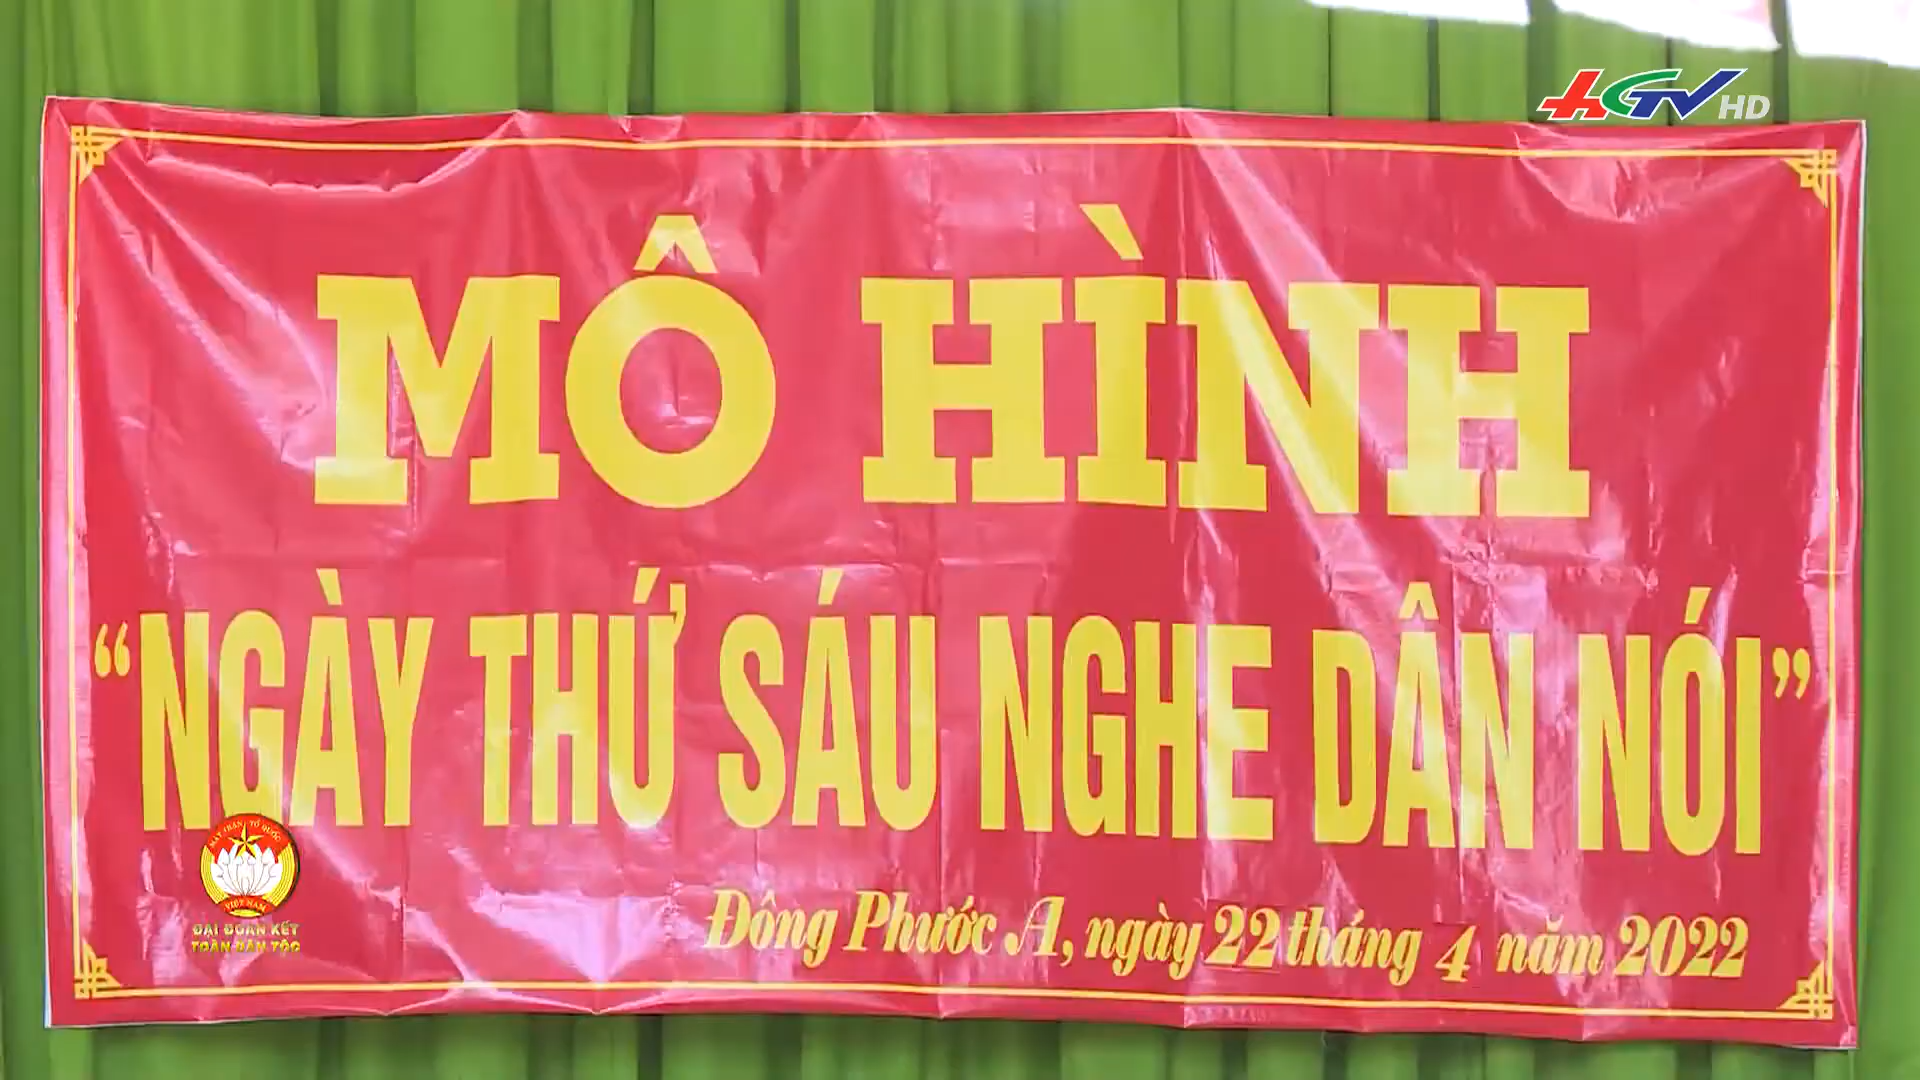 HGTV HD
MÔ HÌNH
“NGÀY THỨ SÁU NGHE DÂN NÓI”
MẶT TRẬN TỔ QUỐC
VIỆT NAM
ĐẠI ĐOÀN KẾT
TOÀN DÂN TỘC
Đông Phước A, ngày 22 tháng 4 năm 2022